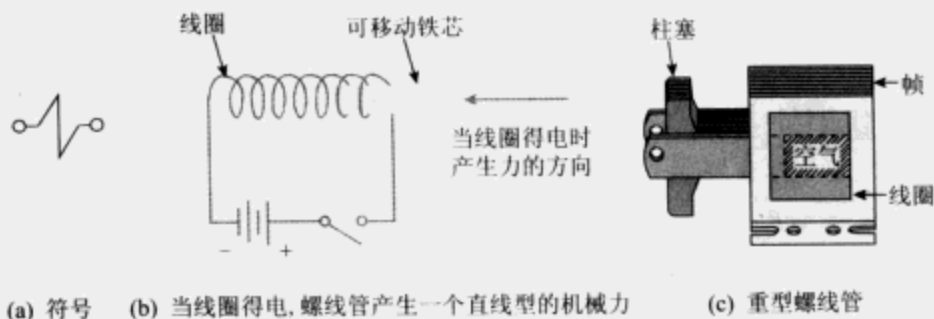 线圈
可移动铁芯
柱塞
帧
当线圈得电时
产生力的方向
空气
线圈
- +
(a) 符号
(b) 当线圈得电, 螺线管产生一个直线型的机械力
(c) 重型螺线管